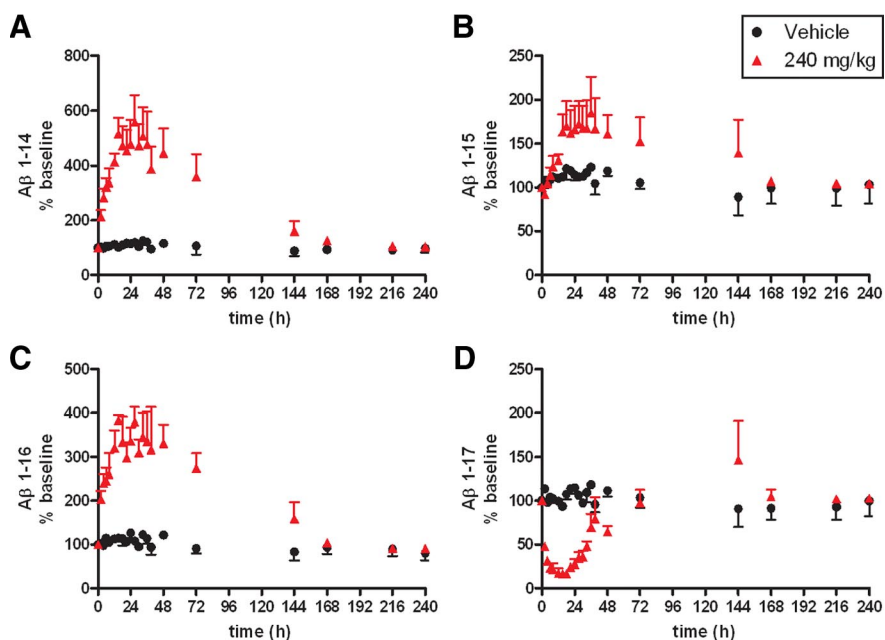 A
Aβ 1-14
% baseline
800
600
400
200
0
0 24 48 72 96 120 144 168 192 216 240
time (h)
B
Vehicle
240 mg/kg
Aβ 1-15
% baseline
250
200
150
100
50
0
0 24 48 72 96 120 144 168 192 216 240
time (h)
C
Aβ 1-16
% baseline
500
400
300
200
100
0
0 24 48 72 96 120 144 168 192 216 240
time (h)
D
Aβ 1-17
% baseline
250
200
150
100
50
0
0 24 48 72 96 120 144 168 192 216 240
time (h)